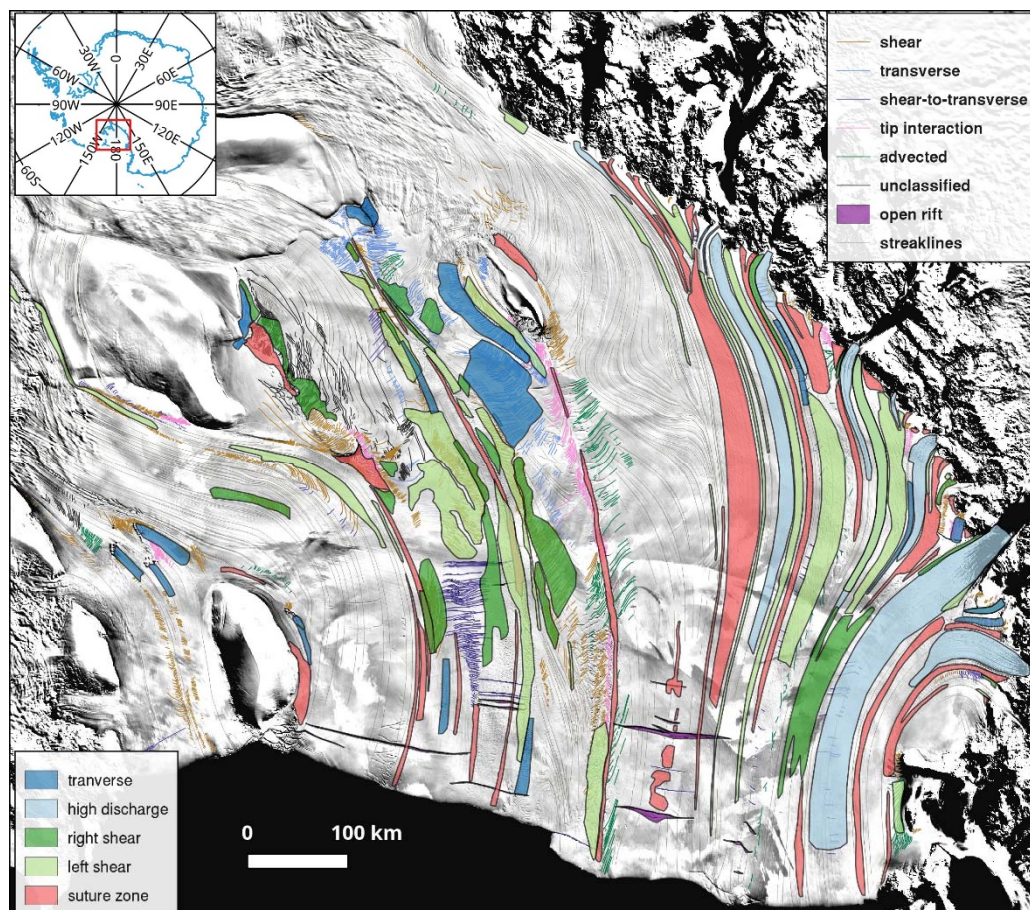 0
30E
60E
90E
120E
150E
180
150W
120W
90W
60W
30W
60S
shear
transverse
shear-to-transverse
tip interaction
advected
unclassified
open rift
streaklines
tranverse
high discharge
right shear
left shear
suture zone
0 100 km